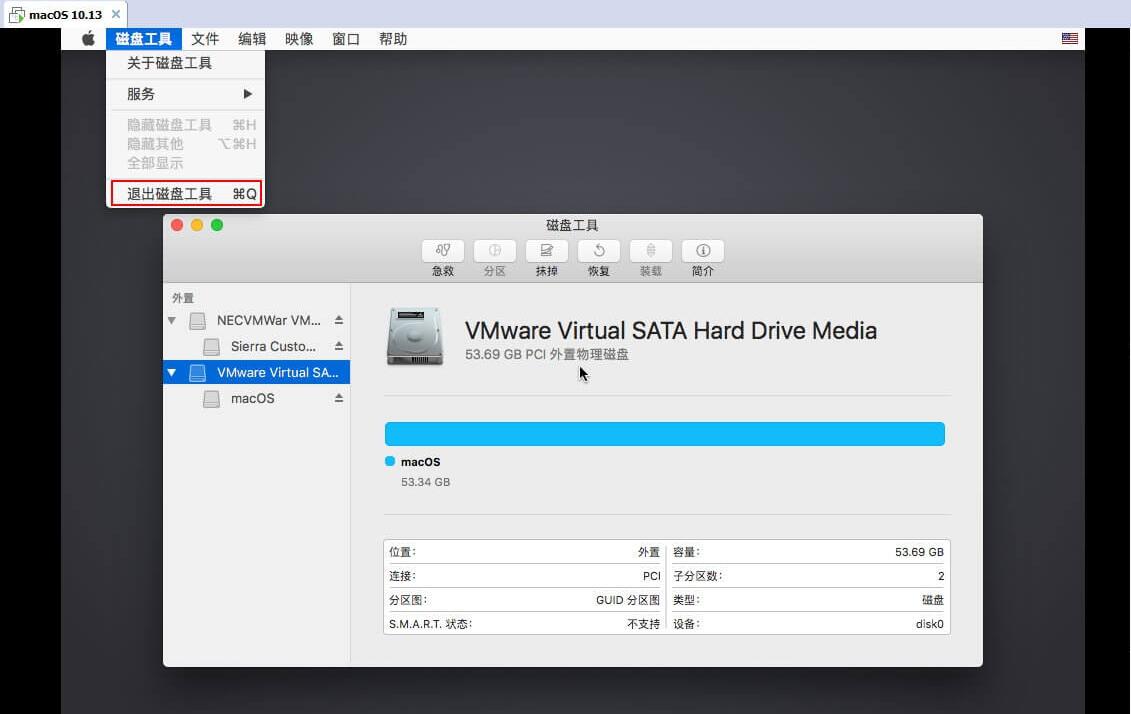 macOS 10.13
磁盘工具 文件 编辑 映像 窗口 帮助
关于磁盘工具
服务
隐藏磁盘工具 ⌘H
隐藏其他 ⌥⌘H
全部显示
退出磁盘工具 ⌘Q
磁盘工具
急救 分区 抹掉 恢复 装载 简介
外置
NECVMWar VM...
Sierra Custo...
VMware Virtual SA...
macOS
VMware Virtual SATA Hard Drive Media
53.69 GB PCI 外置物理磁盘
macOS
53.34 GB
位置: 外置 容量: 53.69 GB
连接: PCI 子分区数: 2
分区图: GUID 分区图 类型: 磁盘
S.M.A.R.T. 状态: 不支持 设备: disk0